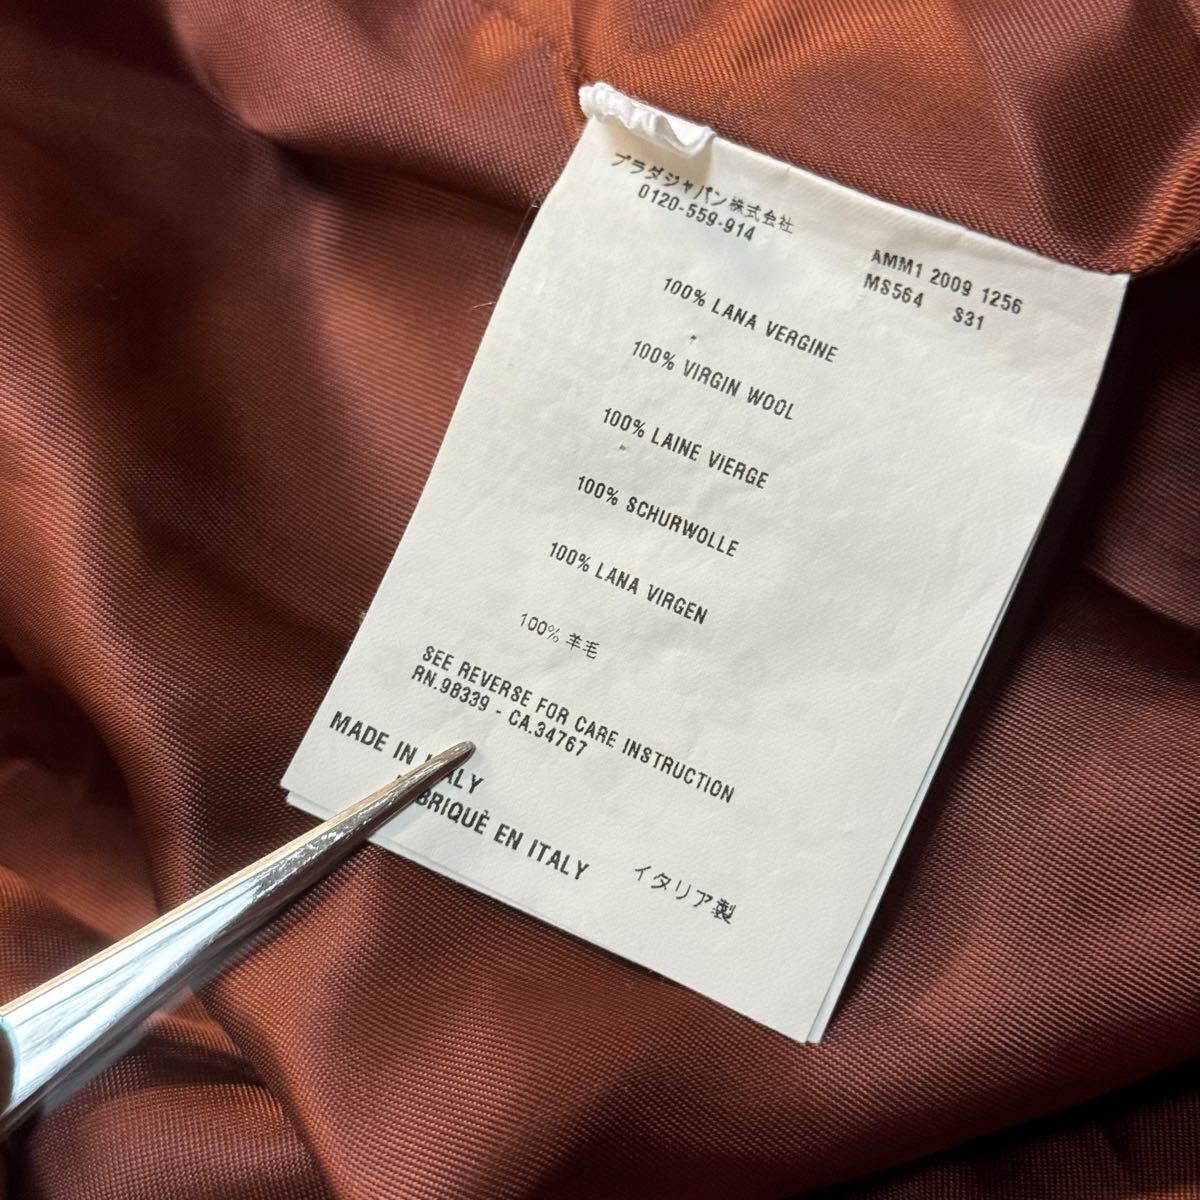 プラダジャパン株式会社
0120-559-914
AMM1 2009 1256
MS564 S31
100% LANA VERGINE
100% VIRGIN WOOL
100% LAINE VIERGE
100% SCHURWOLLE
100% LANA VIRGEN
100% 羊毛
SEE REVERSE FOR CARE INSTRUCTION
RN.98339 - CA.34767
MADE IN ITALY
BRIQUÈ EN ITALY
イタリア製